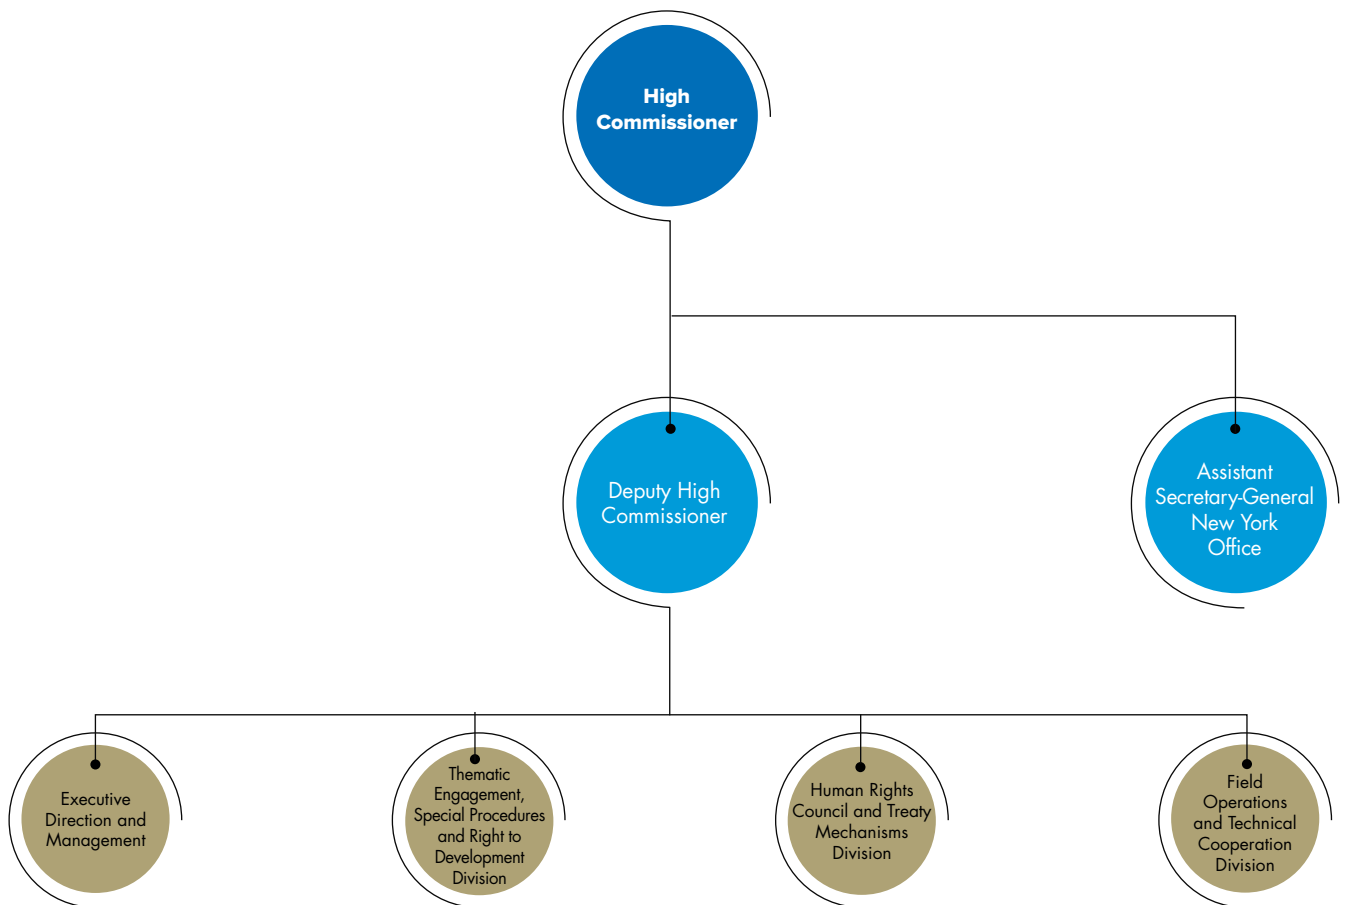 High
Commissioner
Deputy High
Commissioner
Assistant
Secretary-General
New York
Office
Executive
Direction and
Management
Thematic
Engagement,
Special Procedures
and Right to
Development
Division
Human Rights
Council and Treaty
Mechanisms
Division
Field
Operations
and Technical
Cooperation
Division